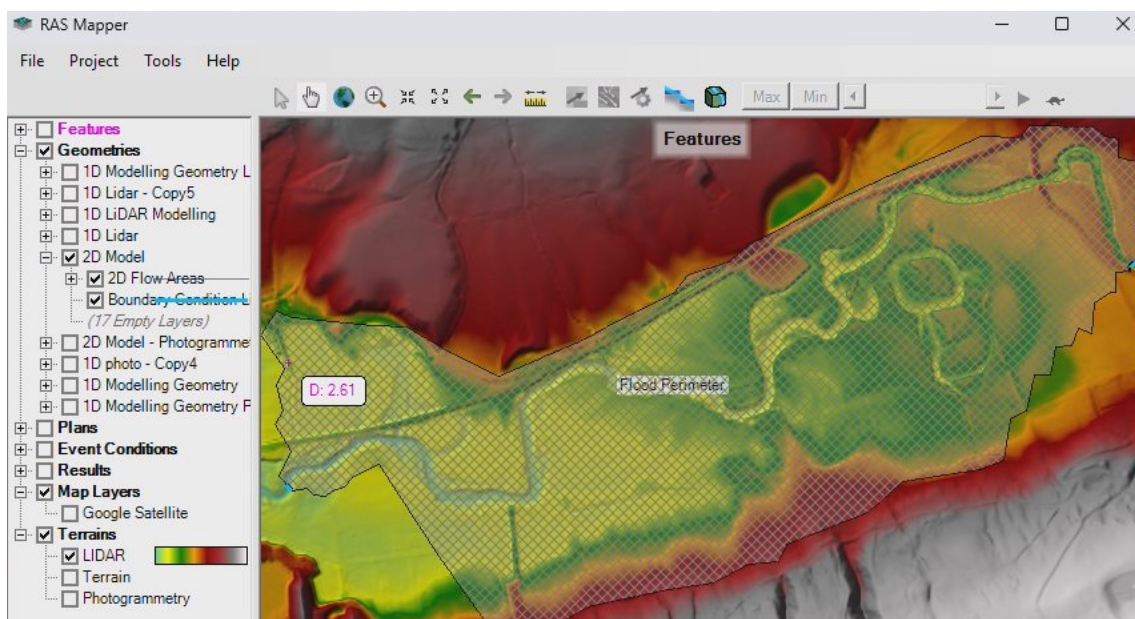 RAS Mapper
File Project Tools Help
Max Min
Features
Geometries
1D Modelling Geometry L
1D Lidar - Copy5
1D LiDAR Modelling
1D Lidar
2D Model
2D Flow Areas
Boundary Condition L
(17 Empty Layers)
2D Model - Photogramme
1D photo - Copy4
1D Modelling Geometry
1D Modelling Geometry P
Plans
Event Conditions
Results
Map Layers
Google Satellite
Terrains
LIDAR
Terrain
Photogrammetry
Features
D: 2.61
Flood Perimeter